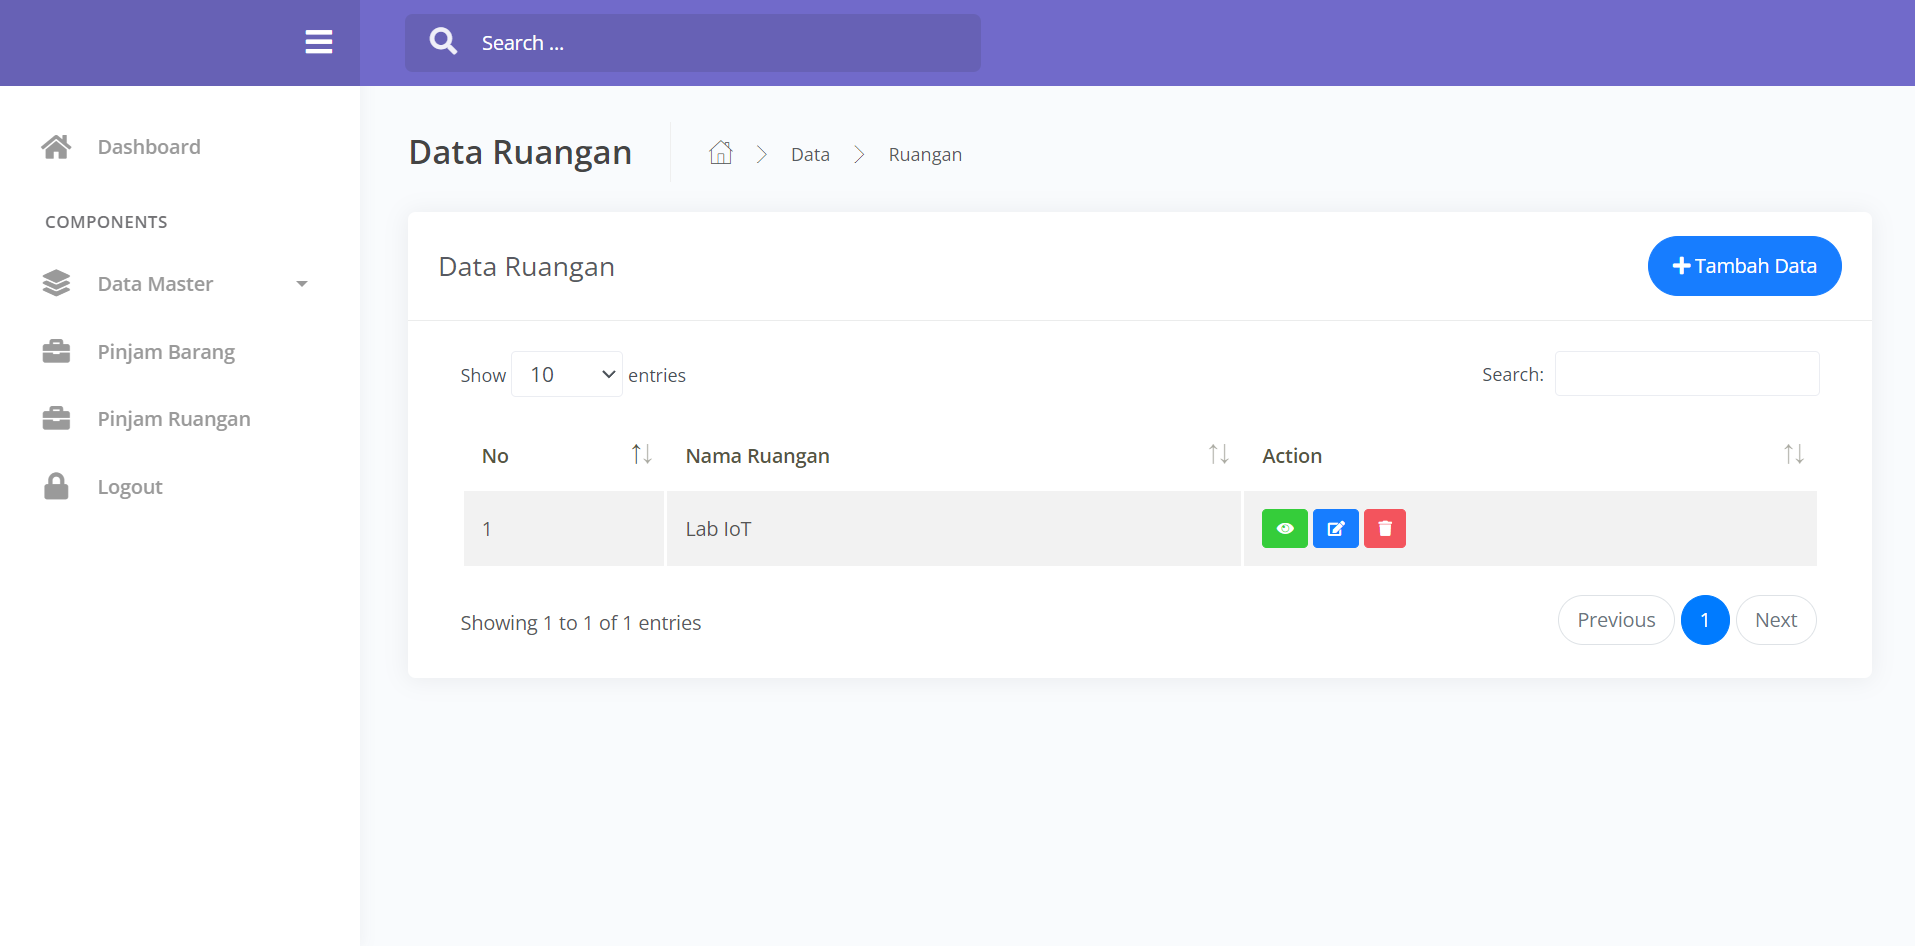 Search ...
Dashboard
COMPONENTS
Data Master
Pinjam Barang
Pinjam Ruangan
Logout
Data Ruangan
Data
Ruangan
Data Ruangan
Tambah Data
Show 10 entries
Search:
No Nama Ruangan Action
1 Lab IoT
Showing 1 to 1 of 1 entries
Previous 1 Next